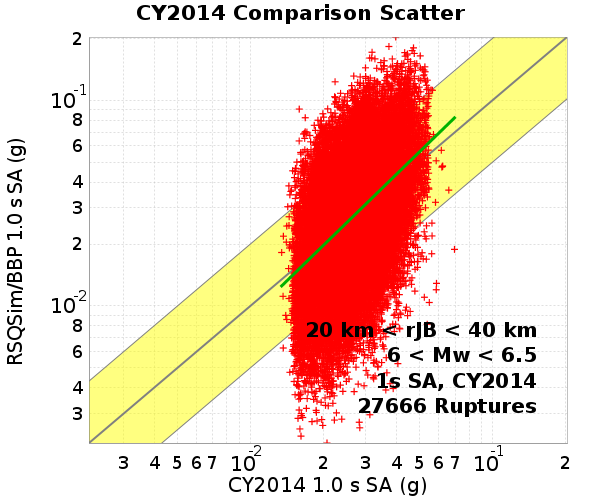 CY2014 Comparison Scatter
RSQSim/BBP 1.0 s SA (g)
2
10^-1
8
6
4
3
2
10^-2
8
6
4
3
20 km < rJB < 40 km
6 < Mw < 6.5
1s SA, CY2014
27666 Ruptures
3 4 5 6 7 10^-2 2 3 4 5 6 7 10^-1 2
CY2014 1.0 s SA (g)